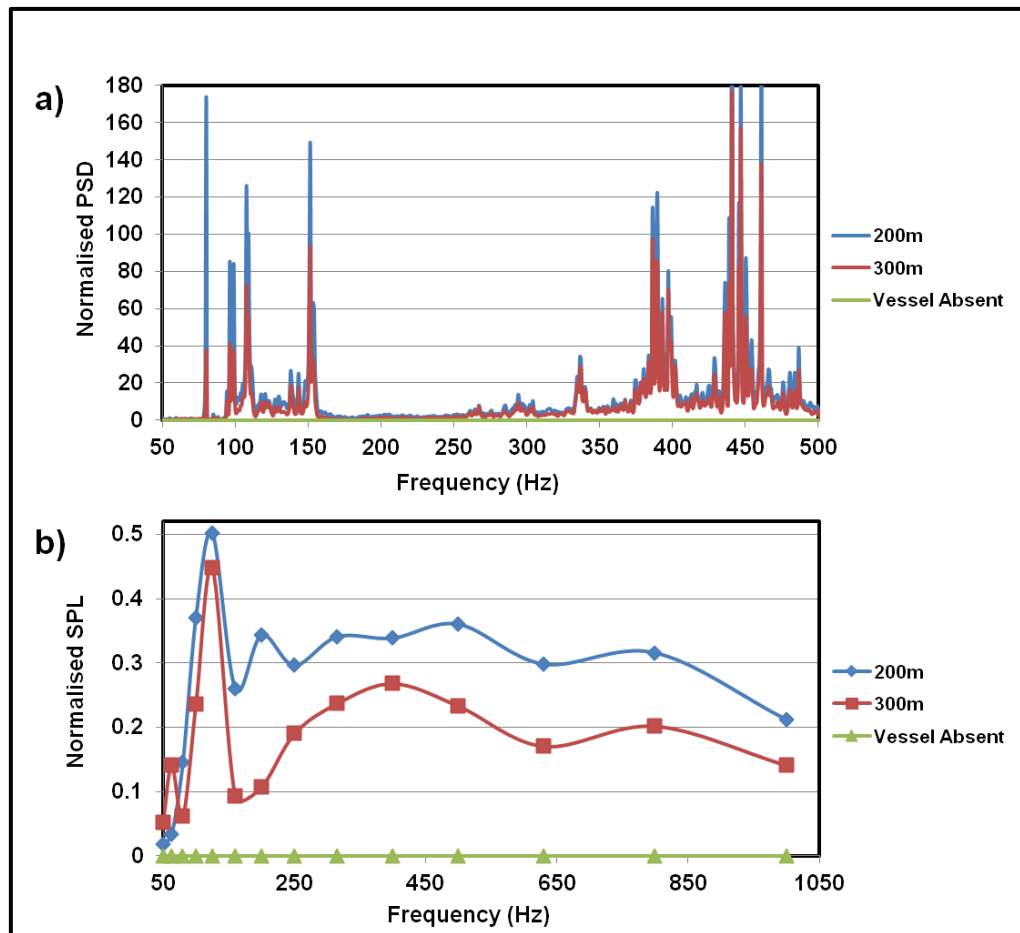 a)
Normalised PSD
180
160
140
120
100
80
60
40
20
0
50 100 150 200 250 300 350 400 450 500
Frequency (Hz)
200m
300m
Vessel Absent
b)
Normalised SPL
0.5
0.4
0.3
0.2
0.1
0
50 250 450 650 850 1050
Frequency (Hz)
200m
300m
Vessel Absent